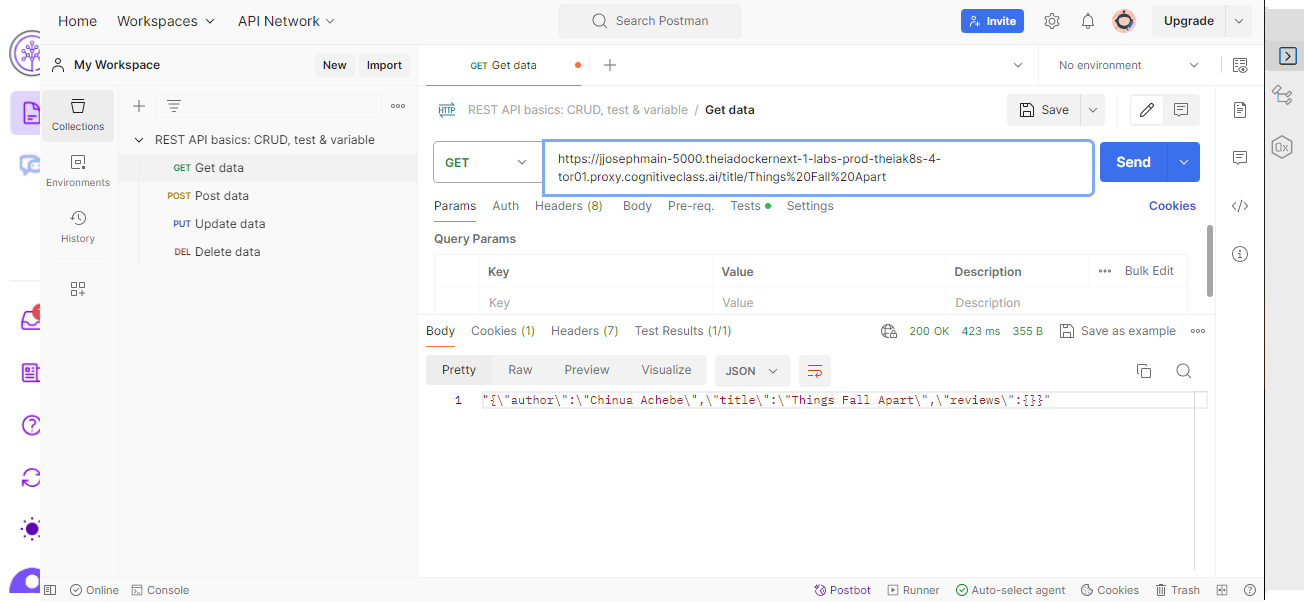 Home Workspaces API Network Search Postman Invite Upgrade
My Workspace New Import GET Get data No environment
Collections
Environments
History
REST API basics: CRUD, test & variable
GET Get data
POST Post data
PUT Update data
DEL Delete data
HTTP REST API basics: CRUD, test & variable / Get data Save
GET https://jjosephmain-5000.theiadockernext-1-labs-prod-theiak8s-4-
tor01.proxy.cognitiveclass.ai/title/Things%20Fall%20Apart Send
Params Auth Headers (8) Body Pre-req. Tests Settings Cookies
Query Params
Key Value Description Bulk Edit
Key Value Description
Body Cookies (1) Headers (7) Test Results (1/1) 200 OK 423 ms 355 B Save as example
Pretty Raw Preview Visualize JSON
1 "{\"author\":\"Chinua Achebe\",\"title\":\"Things Fall Apart\",\"reviews\":{}}"
Online Console Postbot Runner Auto-select agent Cookies Trash
0x